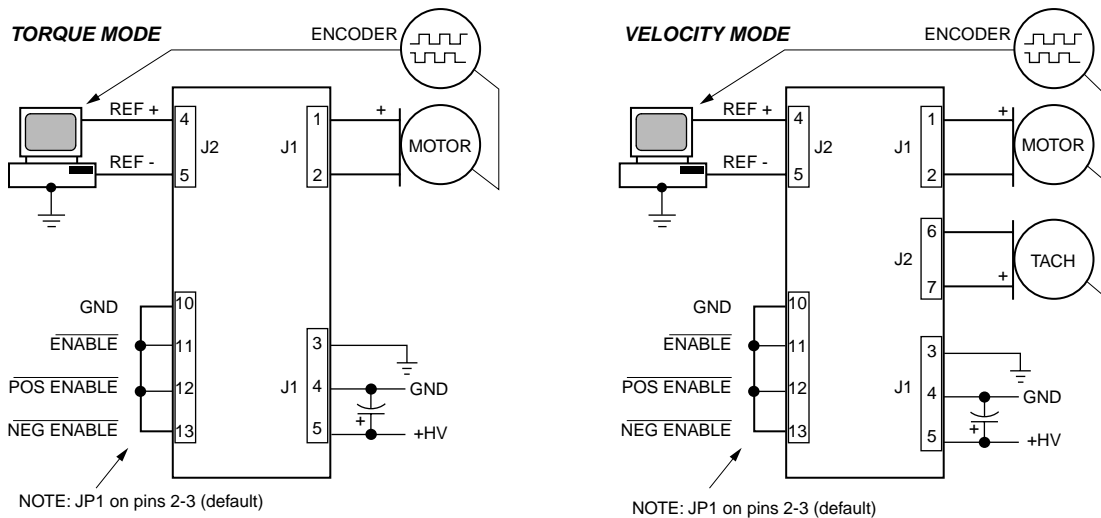 TORQUE MODE
ENCODER
REF +
4
1
+
J2
J1
MOTOR
REF -
5
2
GND
10
ENABLE
11
3
POS ENABLE
12
J1
4
GND
NEG ENABLE
13
5
+
+HV
NOTE: JP1 on pins 2-3 (default)
VELOCITY MODE
ENCODER
REF +
4
1
+
J2
J1
MOTOR
REF -
5
2
6
J2
TACH
7
+
GND
10
ENABLE
11
3
POS ENABLE
12
J1
4
GND
NEG ENABLE
13
5
+
+HV
NOTE: JP1 on pins 2-3 (default)